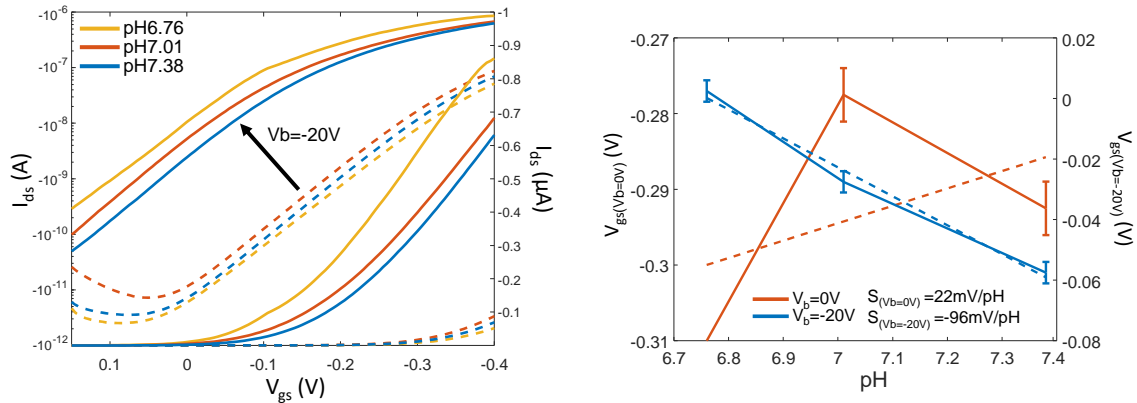 -10⁻⁶
-10⁻⁷
-10⁻⁸
-10⁻⁹
-10⁻¹⁰
-10⁻¹¹
-10⁻¹²
I_ds (A)
pH6.76
pH7.01
pH7.38
Vb=-20V
0.1 0 -0.1 -0.2 -0.3 -0.4
V_gs (V)
-1
-0.9
-0.8
-0.7
-0.6
-0.5
-0.4
-0.3
-0.2
-0.1
-0
I_ds (μA)
-0.27
-0.28
-0.29
-0.3
-0.31
V_gs(Vb=0V) (V)
V_b=0V S_(Vb=0V) =22mV/pH
V_b=-20V S_(Vb=-20V) =-96mV/pH
6.7 6.8 6.9 7 7.1 7.2 7.3 7.4
pH
0.02
0
-0.02
-0.04
-0.06
-0.08
V_gs(Vb=-20V) (V)